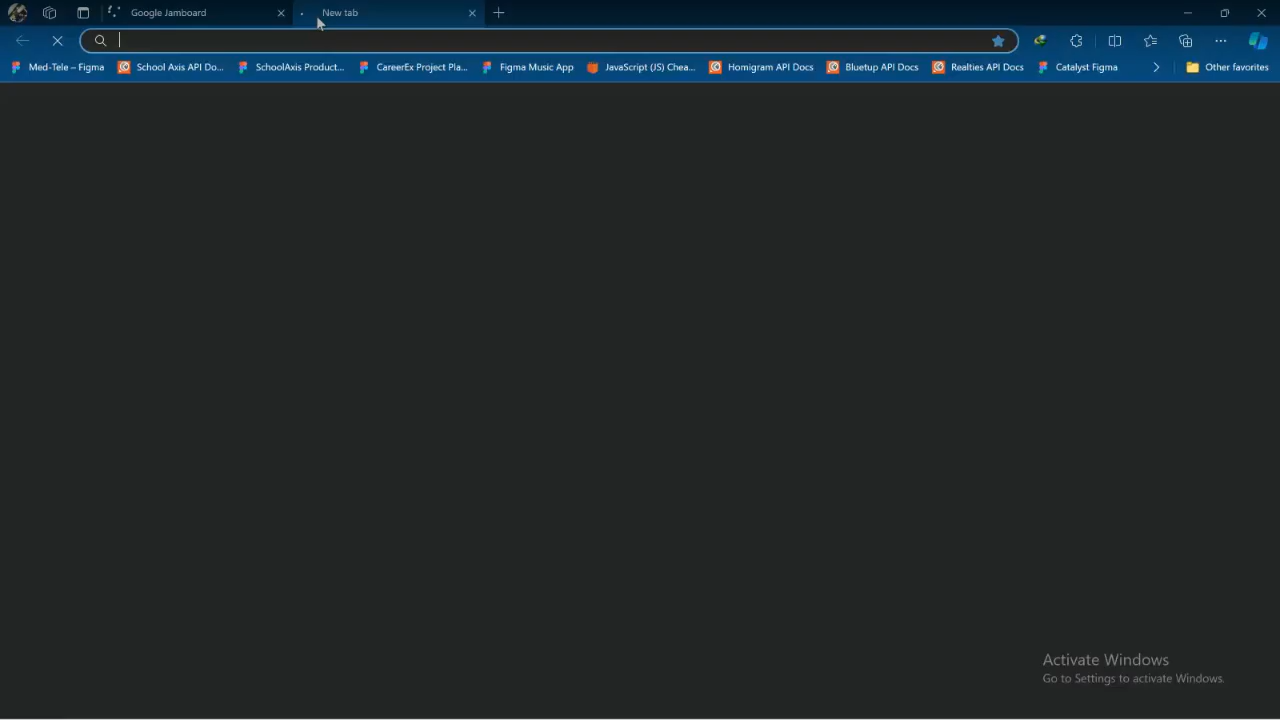 Google Jamboard
New tab
Med-Tele – Figma
School Axis API Do...
SchoolAxis Product...
CareerEx Project Pla...
Figma Music App
JavaScript (JS) Chea...
Homigram API Docs
Bluetup API Docs
Realties API Docs
Catalyst Figma
Other favorites
Activate Windows
Go to Settings to activate Windows.